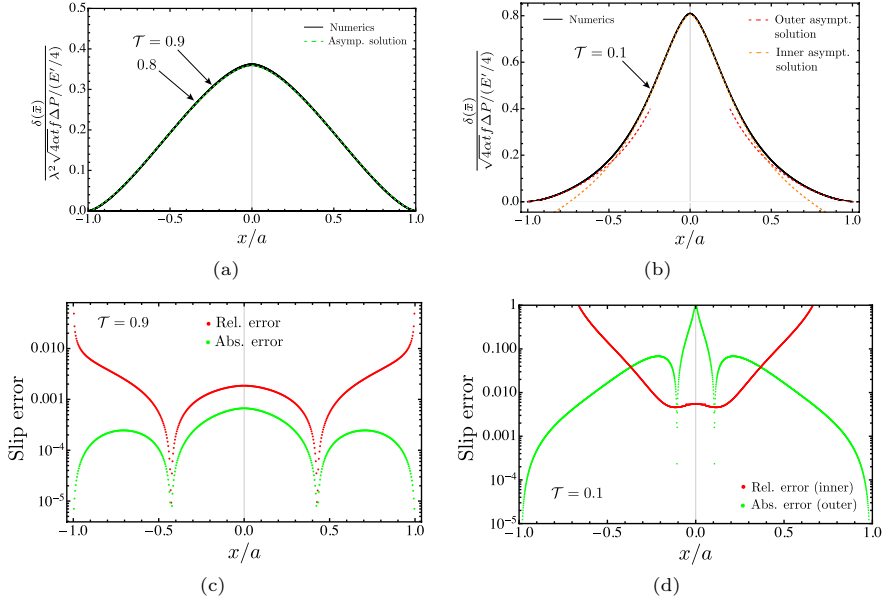 0.5
0.4
0.3
0.2
0.1
0.0
δ(x̄)
λ²√4αt f ΔP/(E′/4)
𝒯 = 0.9
0.8
Numerics
Asymp. solution
−1.0 −0.5 0.0 0.5 1.0
x/a
(a)
0.8
0.6
0.4
0.2
0.0
δ(x̄)
√4αt f ΔP/(E′/4)
Numerics
𝒯 = 0.1
Outer asympt.
solution
Inner asympt.
solution
−1.0 −0.5 0.0 0.5 1.0
x/a
(b)
0.010
0.001
10⁻⁴
10⁻⁵
Slip error
𝒯 = 0.9
Rel. error
Abs. error
−1.0 −0.5 0.0 0.5 1.0
x/a
(c)
1
0.100
0.010
0.001
10⁻⁴
10⁻⁵
Slip error
𝒯 = 0.1
Rel. error (inner)
Abs. error (outer)
−1.0 −0.5 0.0 0.5 1.0
x/a
(d)